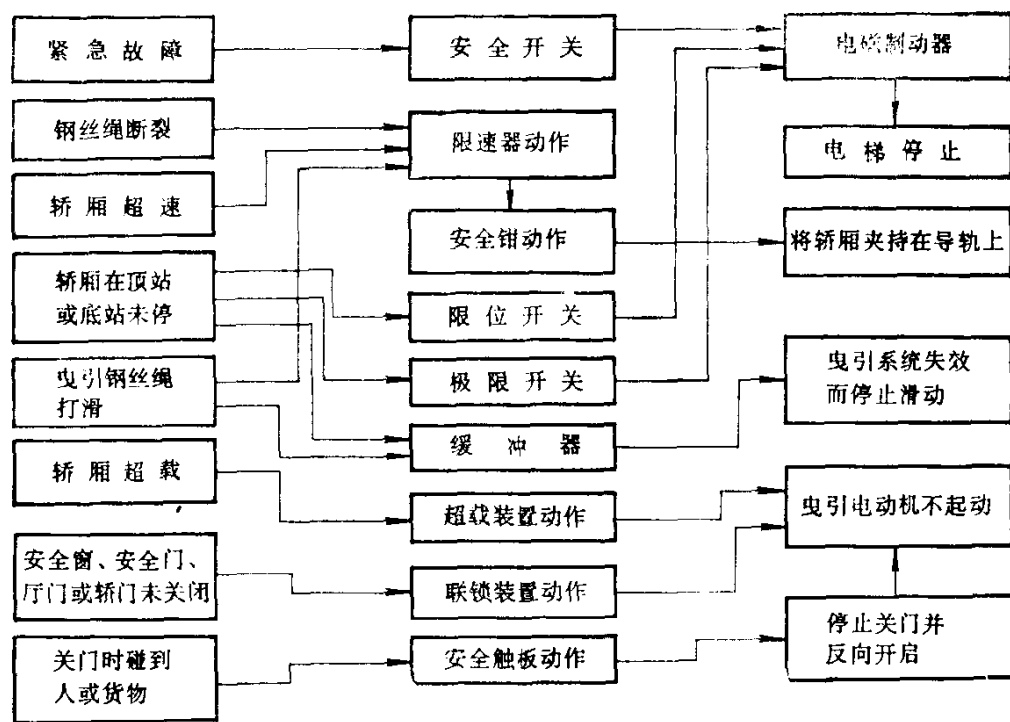 紧急故障
安全开关
电磁制动器
钢丝绳断裂
限速器动作
电梯停止
轿厢超速
安全钳动作
将轿厢夹持在导轨上
轿厢在顶站
或底站未停
限位开关
曳引钢丝绳
打滑
极限开关
曳引系统失效
而停止滑动
缓冲器
轿厢超载
超载装置动作
曳引电动机不起动
安全窗、安全门、
厅门或轿门未关闭
联锁装置动作
停止关门并
反向开启
关门时碰到
人或货物
安全触板动作